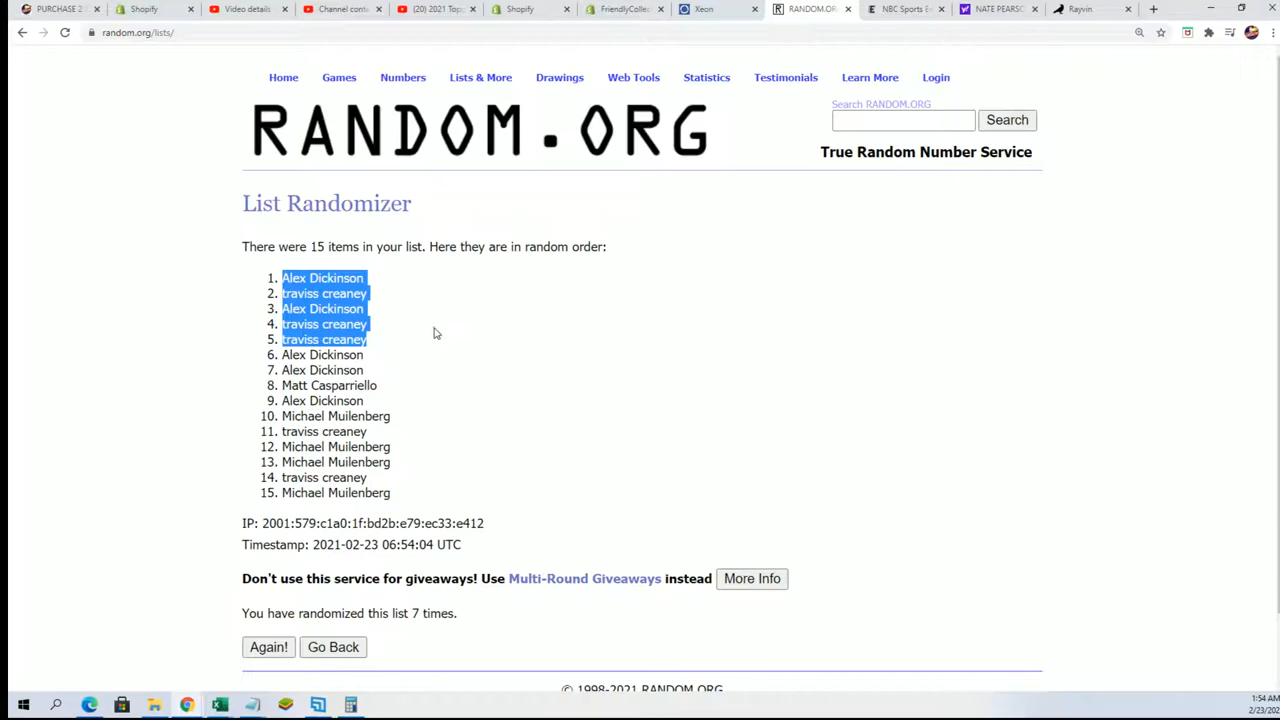 PURCHASE 2
Shopify
Video details
Channel cont
(20) 2021 Topp
Shopify
FriendlyCollec
Xeon
RANDOM.OR
NBC Sports E
NATE PEARSO
Rayvin
random.org/lists/
Home Games Numbers Lists & More Drawings Web Tools Statistics Testimonials Learn More Login
RANDOM.ORG
Search RANDOM.ORG
Search
True Random Number Service
List Randomizer
There were 15 items in your list. Here they are in random order:
1. Alex Dickinson
2. traviss creaney
3. Alex Dickinson
4. traviss creaney
5. traviss creaney
6. Alex Dickinson
7. Alex Dickinson
8. Matt Casparriello
9. Alex Dickinson
10. Michael Muilenberg
11. traviss creaney
12. Michael Muilenberg
13. Michael Muilenberg
14. traviss creaney
15. Michael Muilenberg
IP: 2001:579:c1a0:1f:bd2b:e79:ec33:e412
Timestamp: 2021-02-23 06:54:04 UTC
Don't use this service for giveaways! Use Multi-Round Giveaways instead More Info
You have randomized this list 7 times.
Again! Go Back
© 1998-2021 RANDOM.ORG
1:54 AM
2/23/202